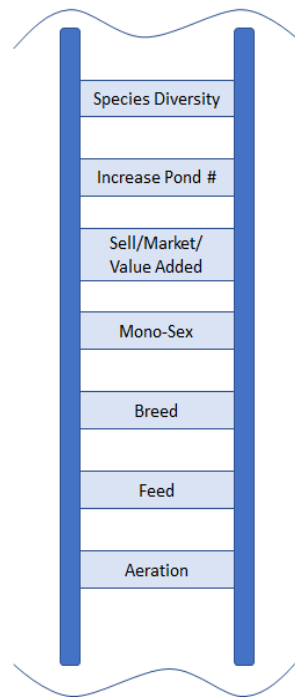 Species Diversity
Increase Pond #
Sell/Market/
Value Added
Mono-Sex
Breed
Feed
Aeration